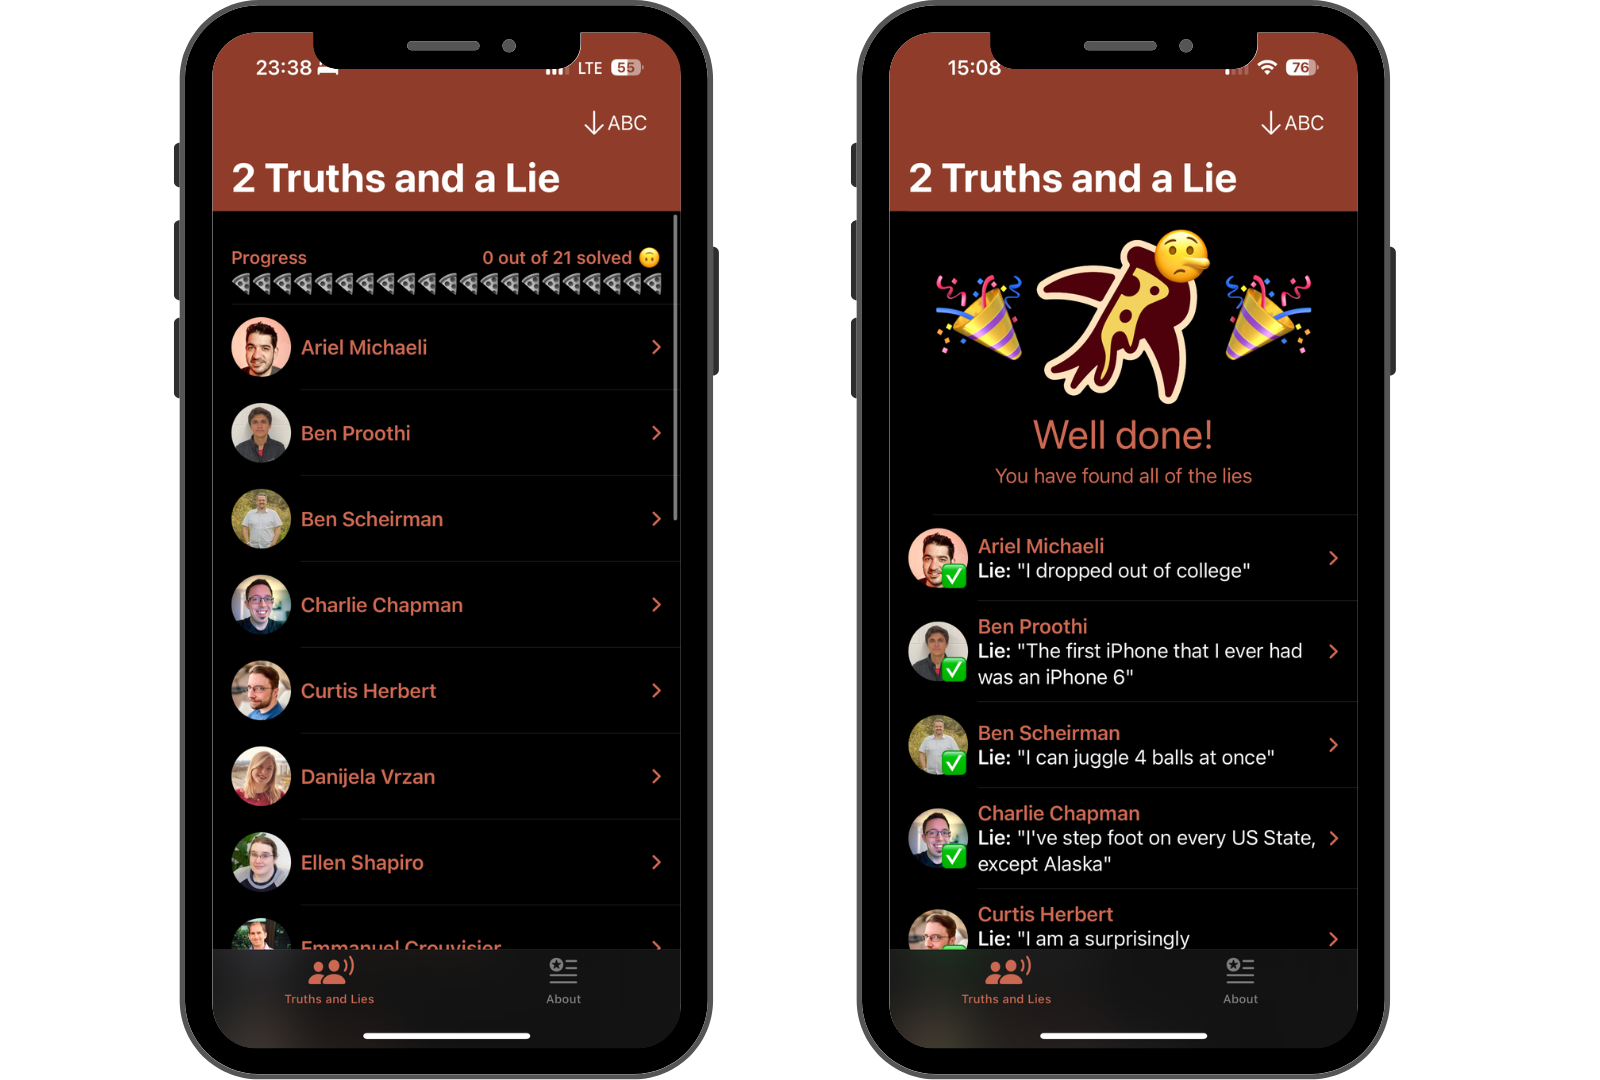 23:38
LTE 55
ABC
2 Truths and a Lie
Progress
0 out of 21 solved
Ariel Michaeli
Ben Proothi
Ben Scheirman
Charlie Chapman
Curtis Herbert
Danijela Vrzan
Ellen Shapiro
Emmanuel Crouvisier
Truths and Lies
About
15:08
76
ABC
2 Truths and a Lie
Well done!
You have found all of the lies
Ariel Michaeli
Lie: "I dropped out of college"
Ben Proothi
Lie: "The first iPhone that I ever had
was an iPhone 6"
Ben Scheirman
Lie: "I can juggle 4 balls at once"
Charlie Chapman
Lie: "I've step foot on every US State,
except Alaska"
Curtis Herbert
Lie: "I am a surprisingly
Truths and Lies
About